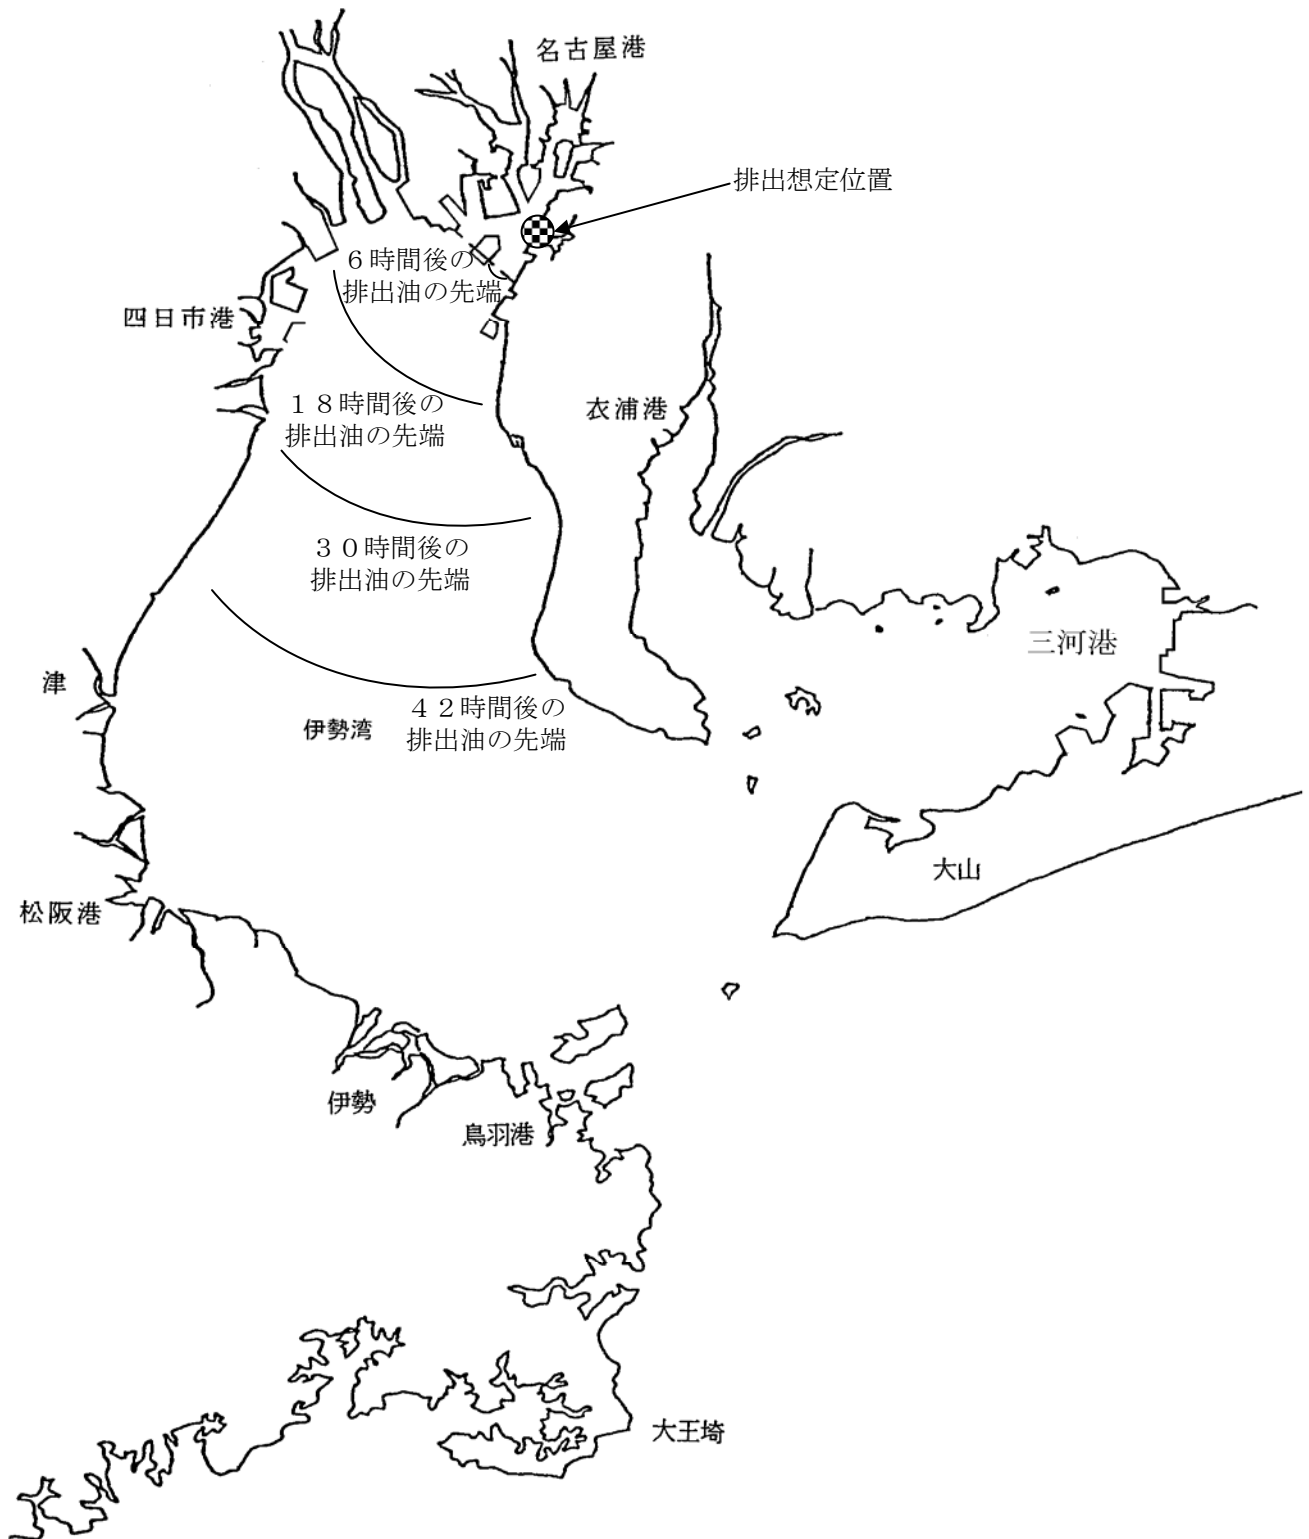 名古屋港
排出想定位置
６時間後の
排出油の先端
四日市港
１８時間後の
排出油の先端
衣浦港
３０時間後の
排出油の先端
三河港
津
４２時間後の
排出油の先端
伊勢湾
大山
松阪港
伊勢
鳥羽港
大王埼